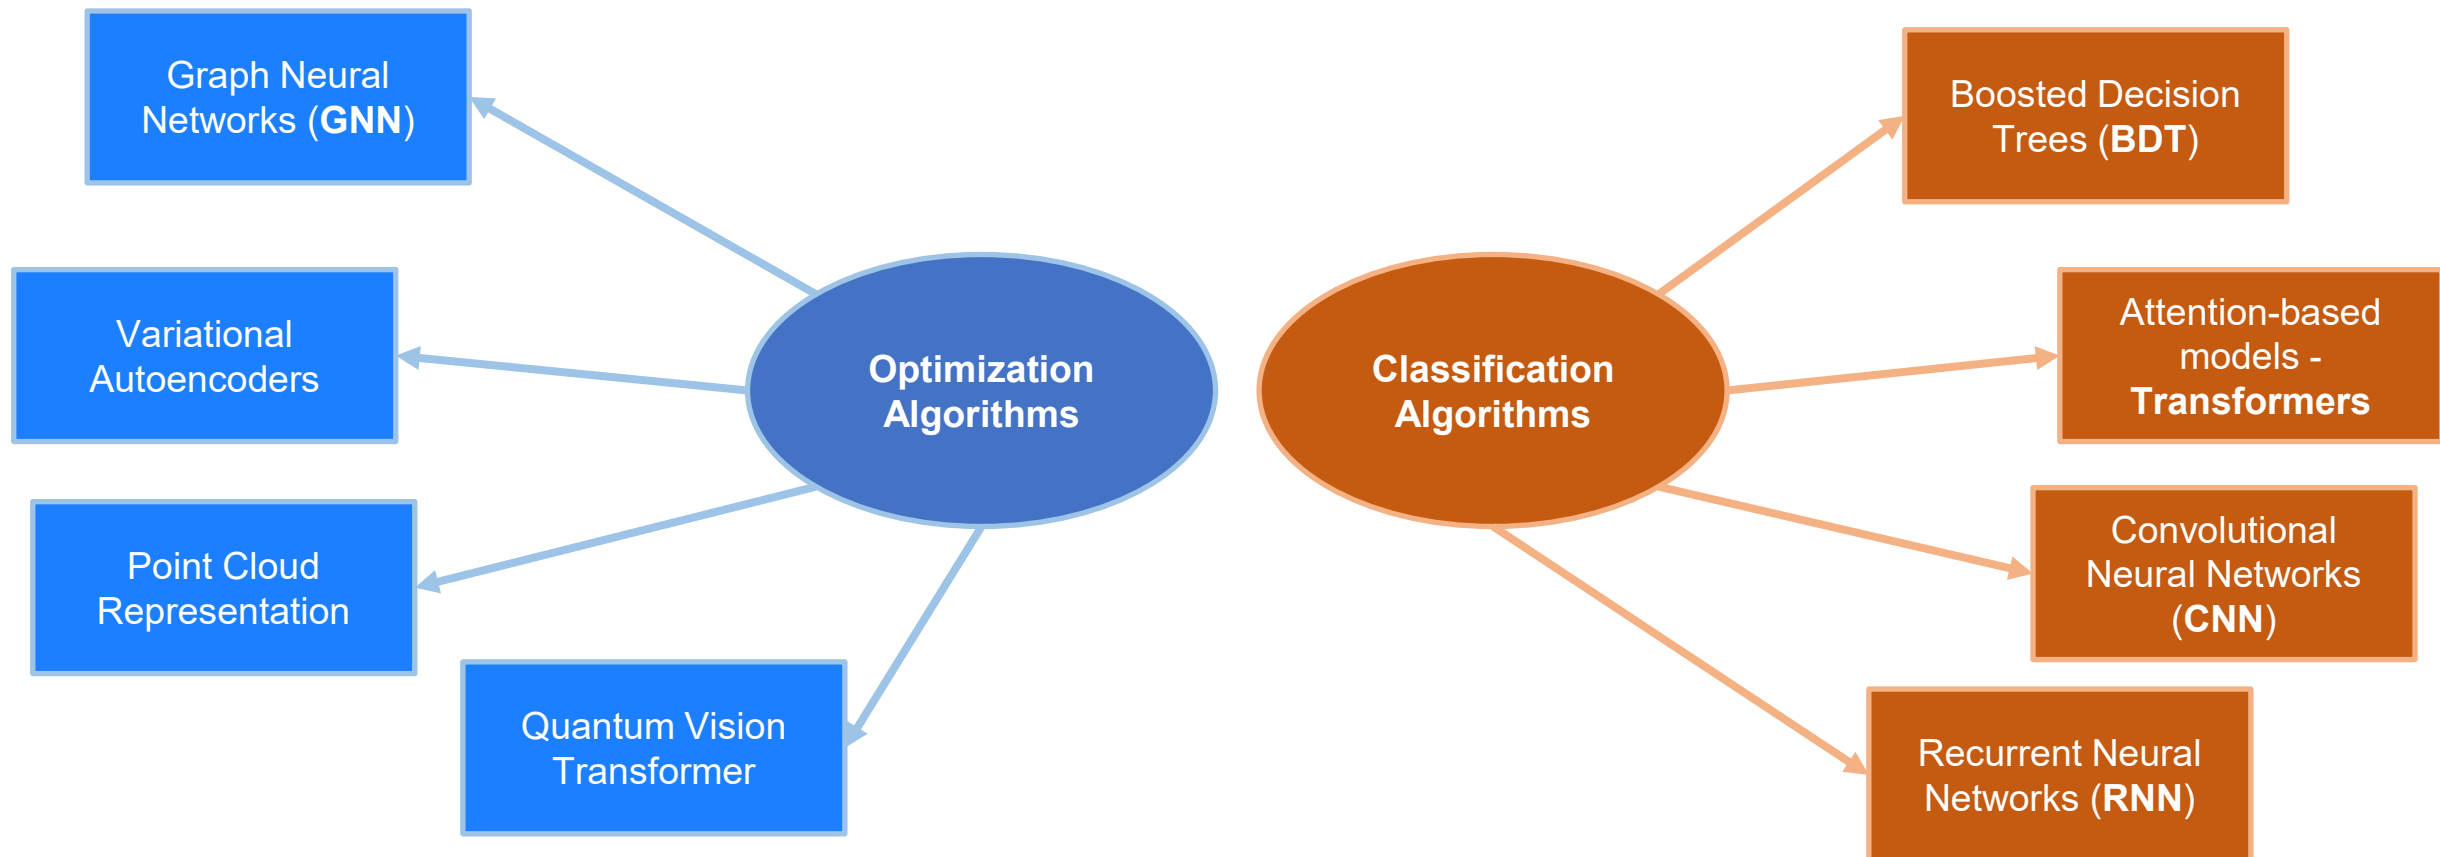 Graph Neural
Networks (GNN)
Variational
Autoencoders
Point Cloud
Representation
Quantum Vision
Transformer
Optimization
Algorithms
Classification
Algorithms
Boosted Decision
Trees (BDT)
Attention-based
models -
Transformers
Convolutional
Neural Networks
(CNN)
Recurrent Neural
Networks (RNN)